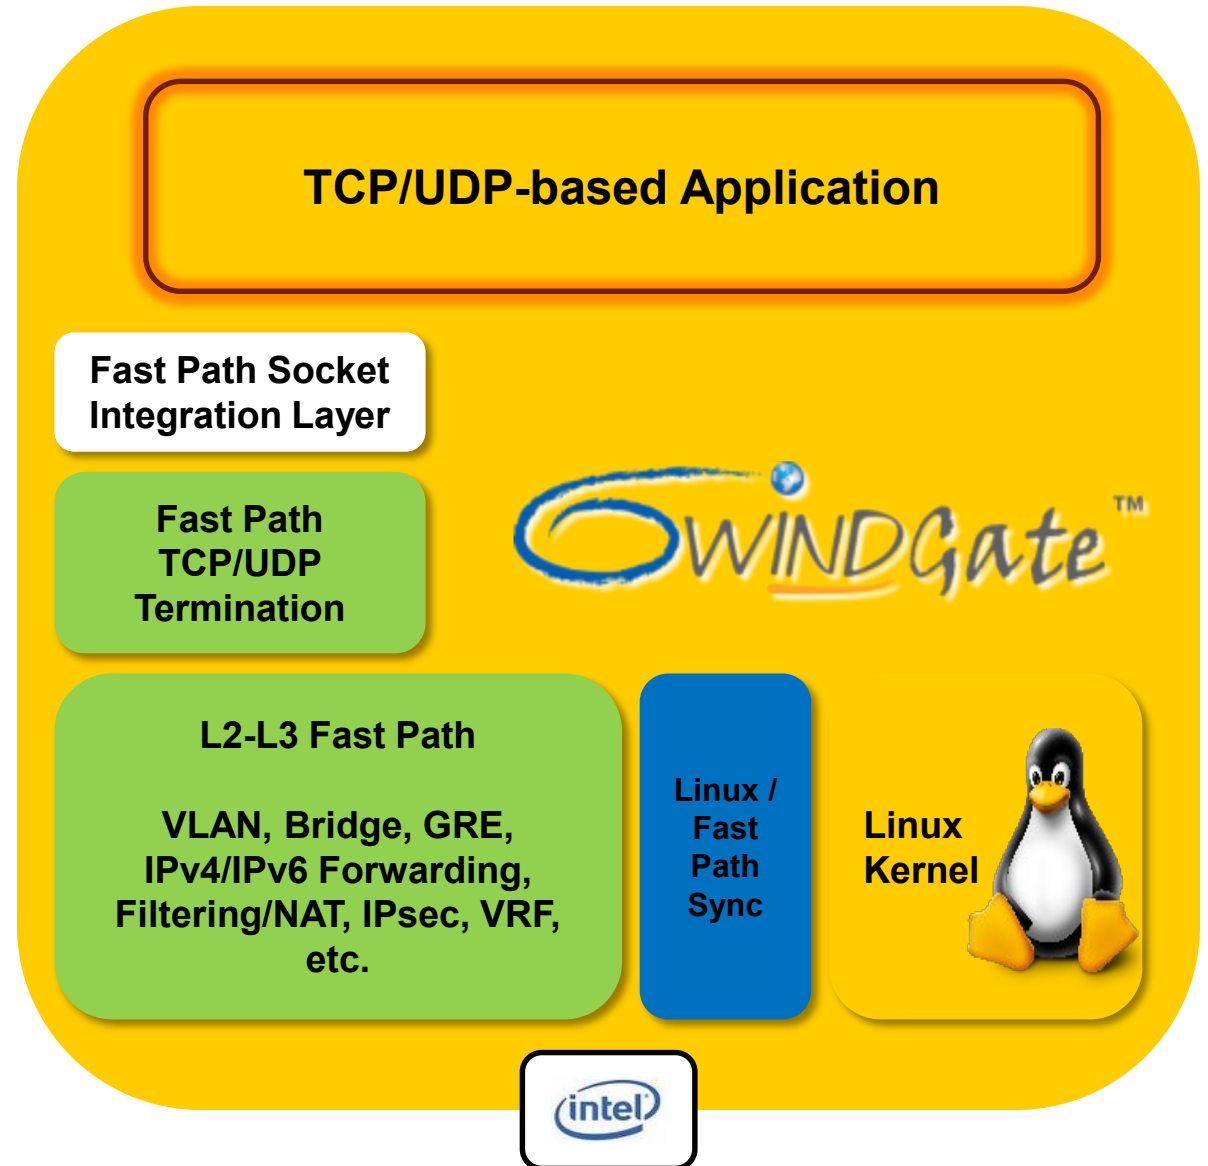 TCP/UDP-based Application
Fast Path Socket
Integration Layer
Fast Path
TCP/UDP
Termination
6WINDGate™
L2-L3 Fast Path
VLAN, Bridge, GRE,
IPv4/IPv6 Forwarding,
Filtering/NAT, IPsec, VRF,
etc.
Linux /
Fast
Path
Sync
Linux
Kernel
intel